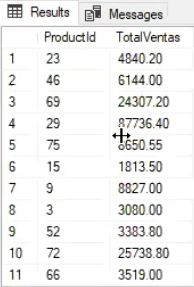 Results Messages
ProductId TotalVentas
1 23 4840.20
2 46 6144.00
3 69 24307.20
4 29 87736.40
5 75 8650.55
6 15 1813.50
7 9 8827.00
8 3 3080.00
9 52 3383.80
10 72 25738.80
11 66 3519.00